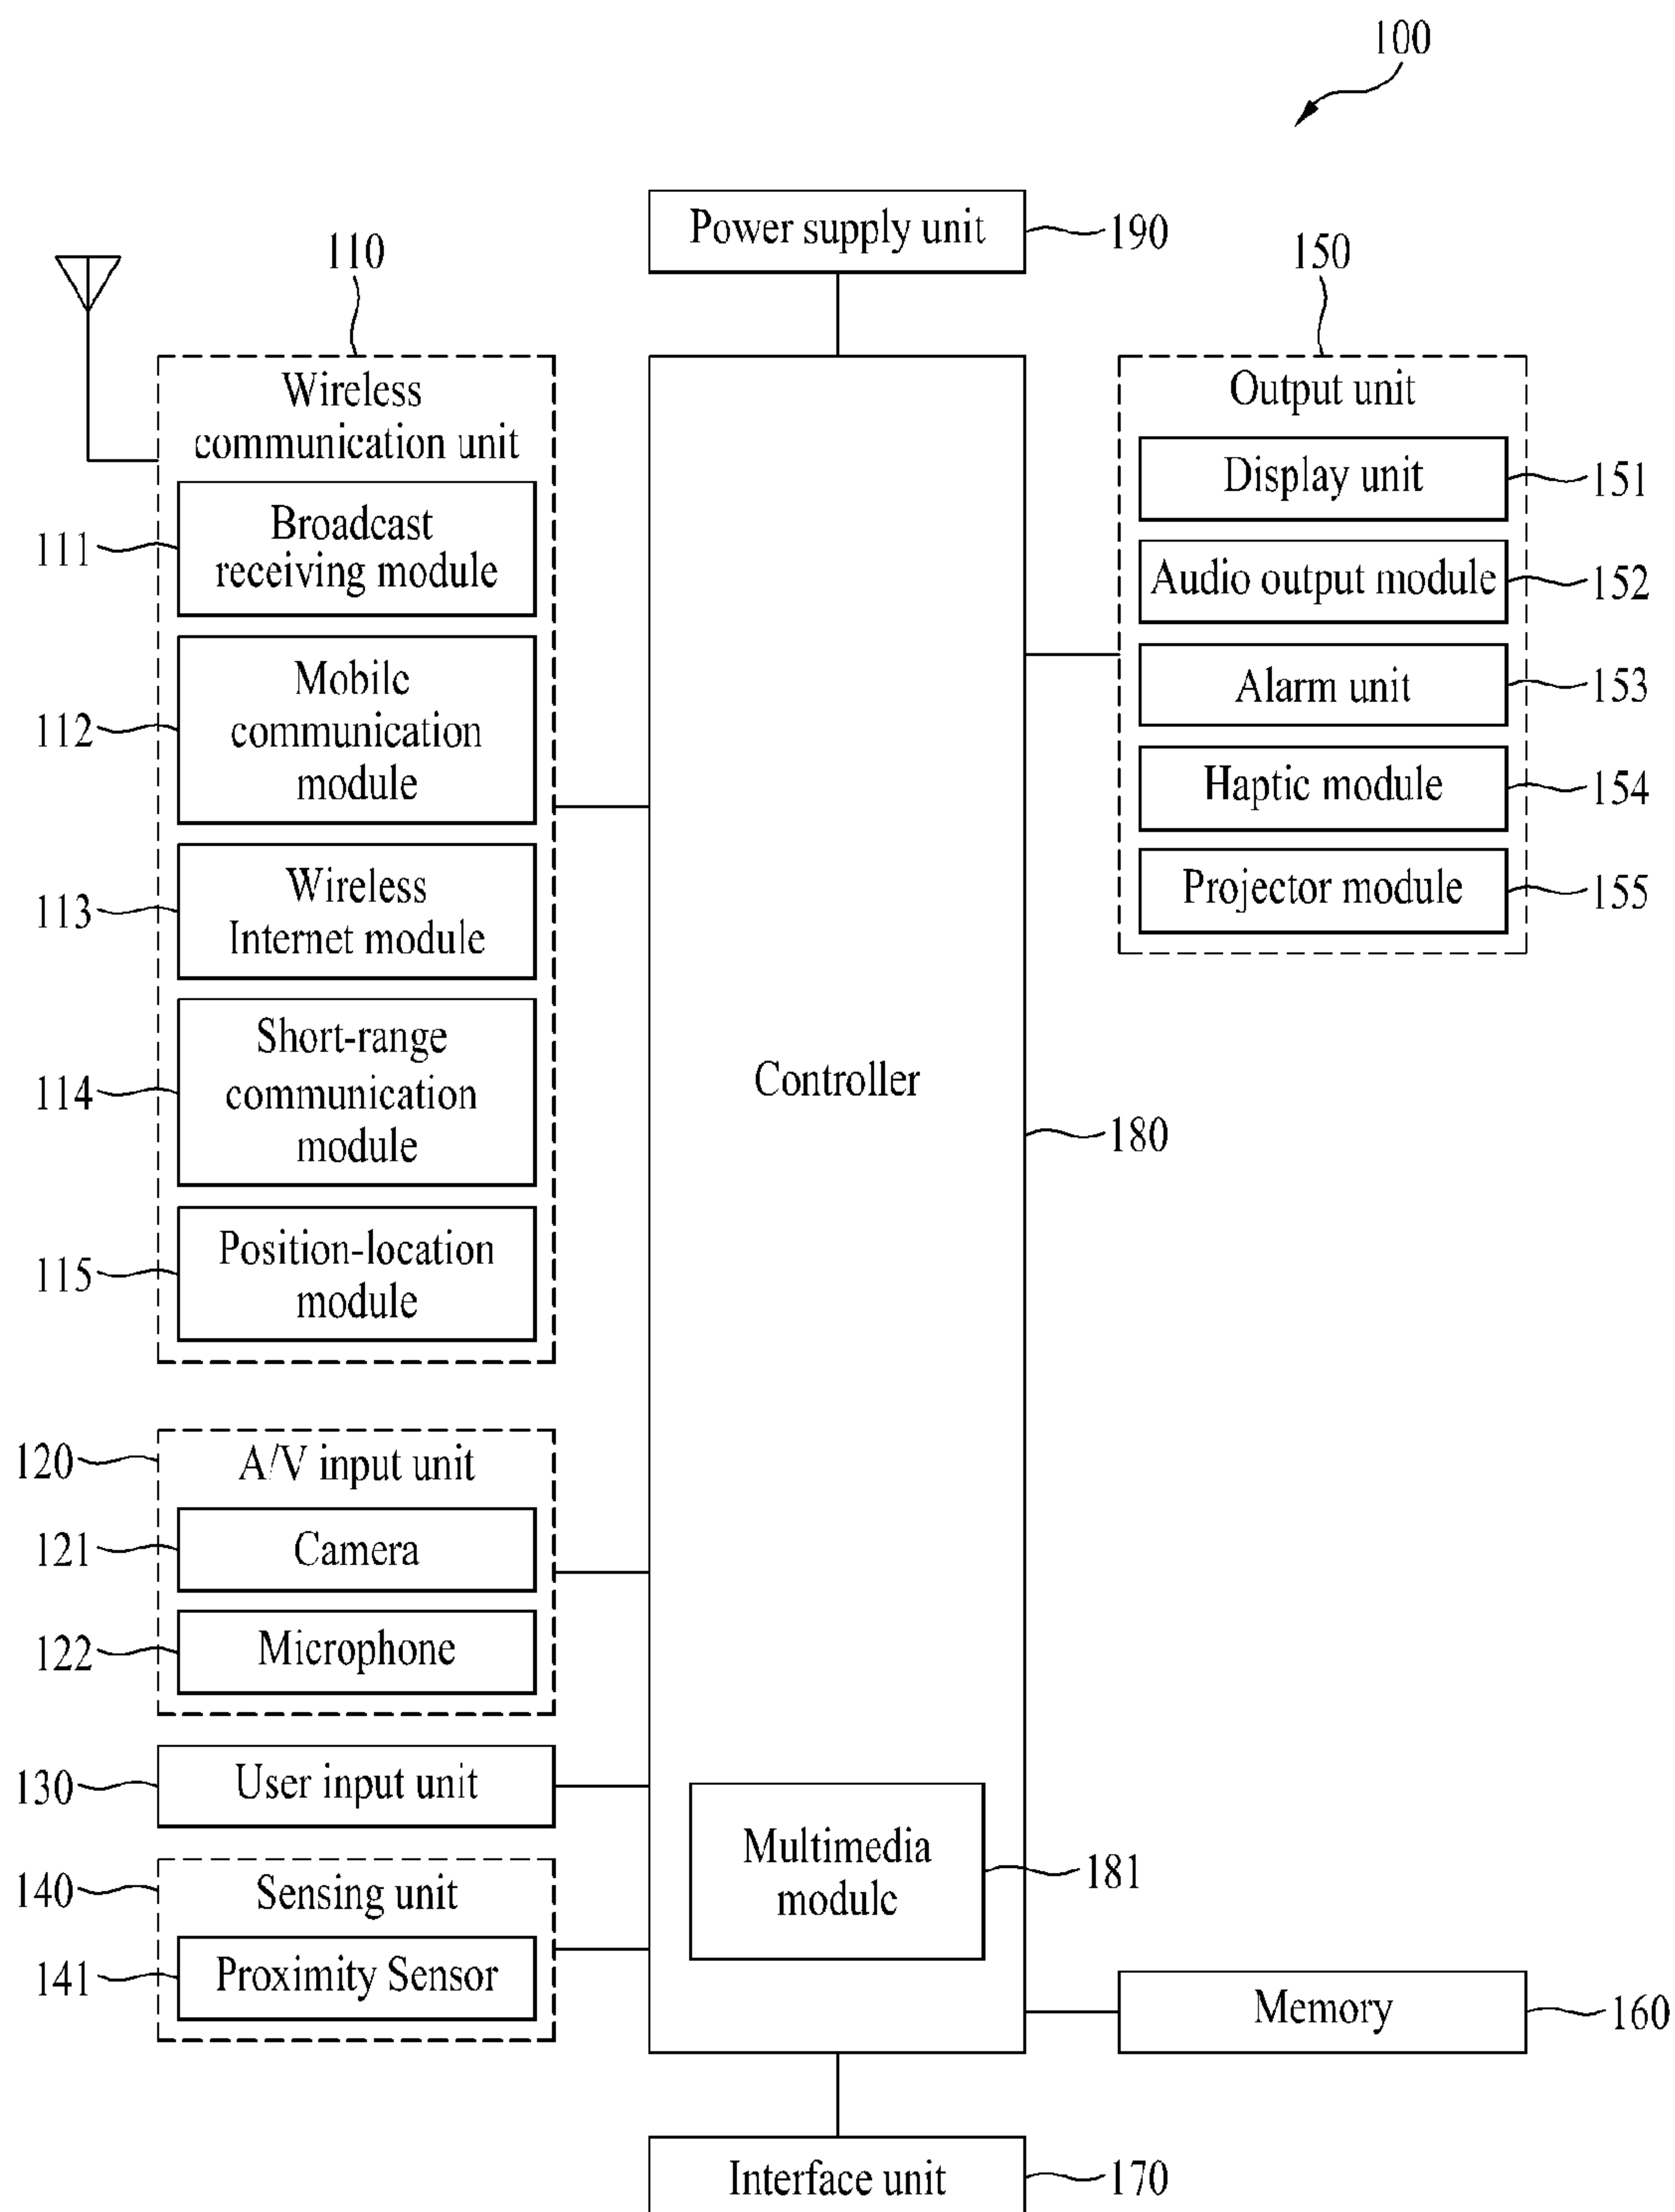 100
Power supply unit
190
110
150
Wireless
communication unit
Broadcast
receiving module
111
Mobile
communication
module
112
Wireless
Internet module
113
Short-range
communication
module
114
Position-location
module
115
Output unit
Display unit
151
Audio output module
152
Alarm unit
153
Haptic module
154
Projector module
155
Controller
180
120
A/V input unit
121
Camera
122
Microphone
130
User input unit
140
Sensing unit
141
Proximity Sensor
Multimedia
module
181
Memory
160
Interface unit
170